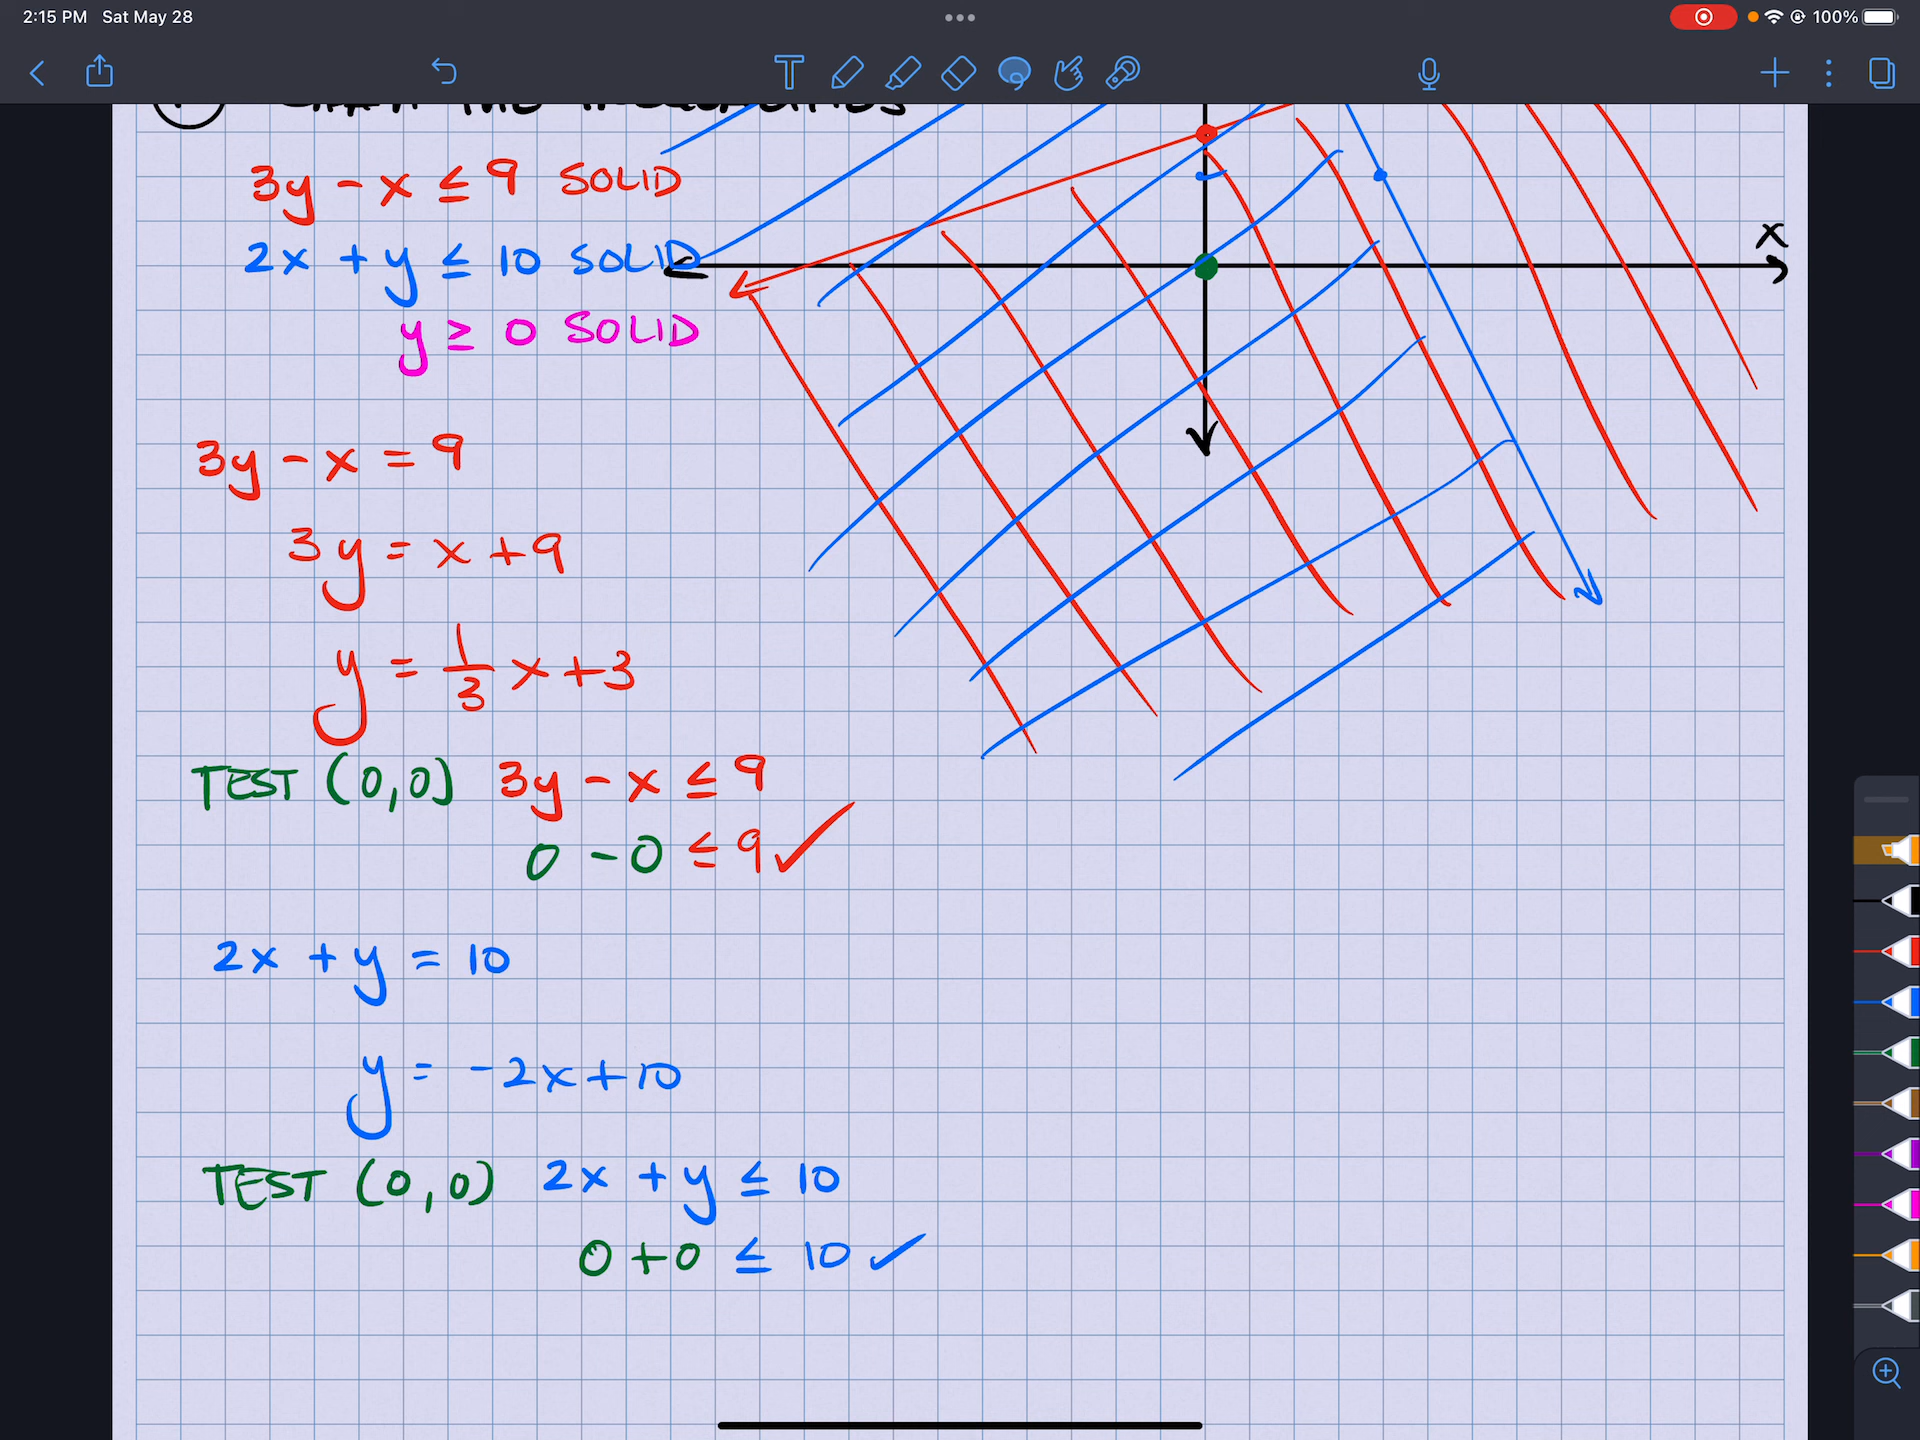 2:15 PM Sat May 28
100%
3y - x ≤ 9 SOLID
2x + y ≤ 10 SOLID
y ≥ 0 SOLID
x
3y - x = 9
3y = x + 9
y = 1/3 x + 3
TEST (0,0) 3y - x ≤ 9
0 - 0 ≤ 9 ✓
2x + y = 10
y = -2x + 10
TEST (0,0) 2x + y ≤ 10
0 + 0 ≤ 10 ✓